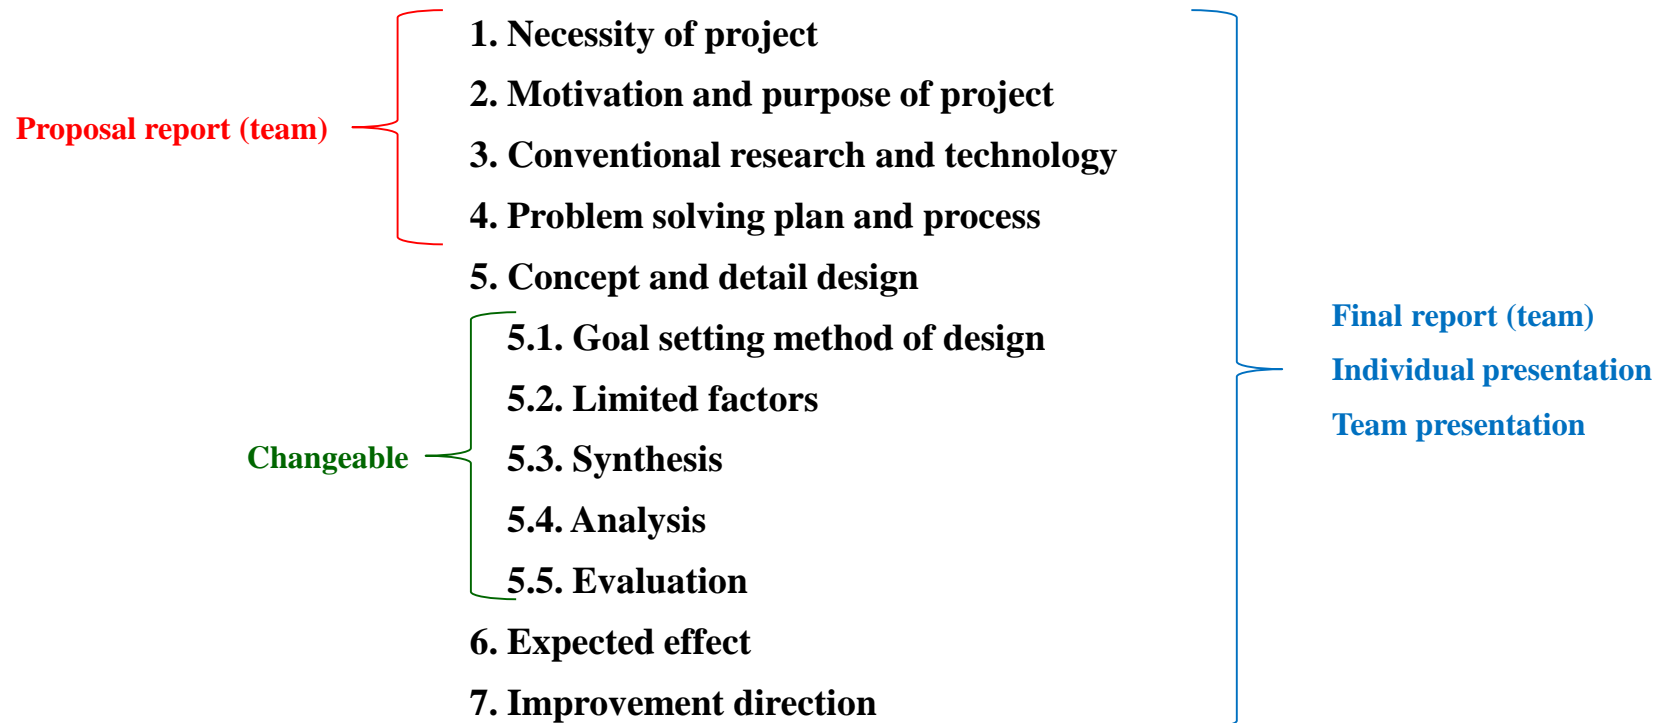 1. Necessity of project
2. Motivation and purpose of project
Proposal report (team)
3. Conventional research and technology
4. Problem solving plan and process
5. Concept and detail design
5.1. Goal setting method of design
5.2. Limited factors
Changeable
5.3. Synthesis
5.4. Analysis
5.5. Evaluation
6. Expected effect
7. Improvement direction
Final report (team)
Individual presentation
Team presentation